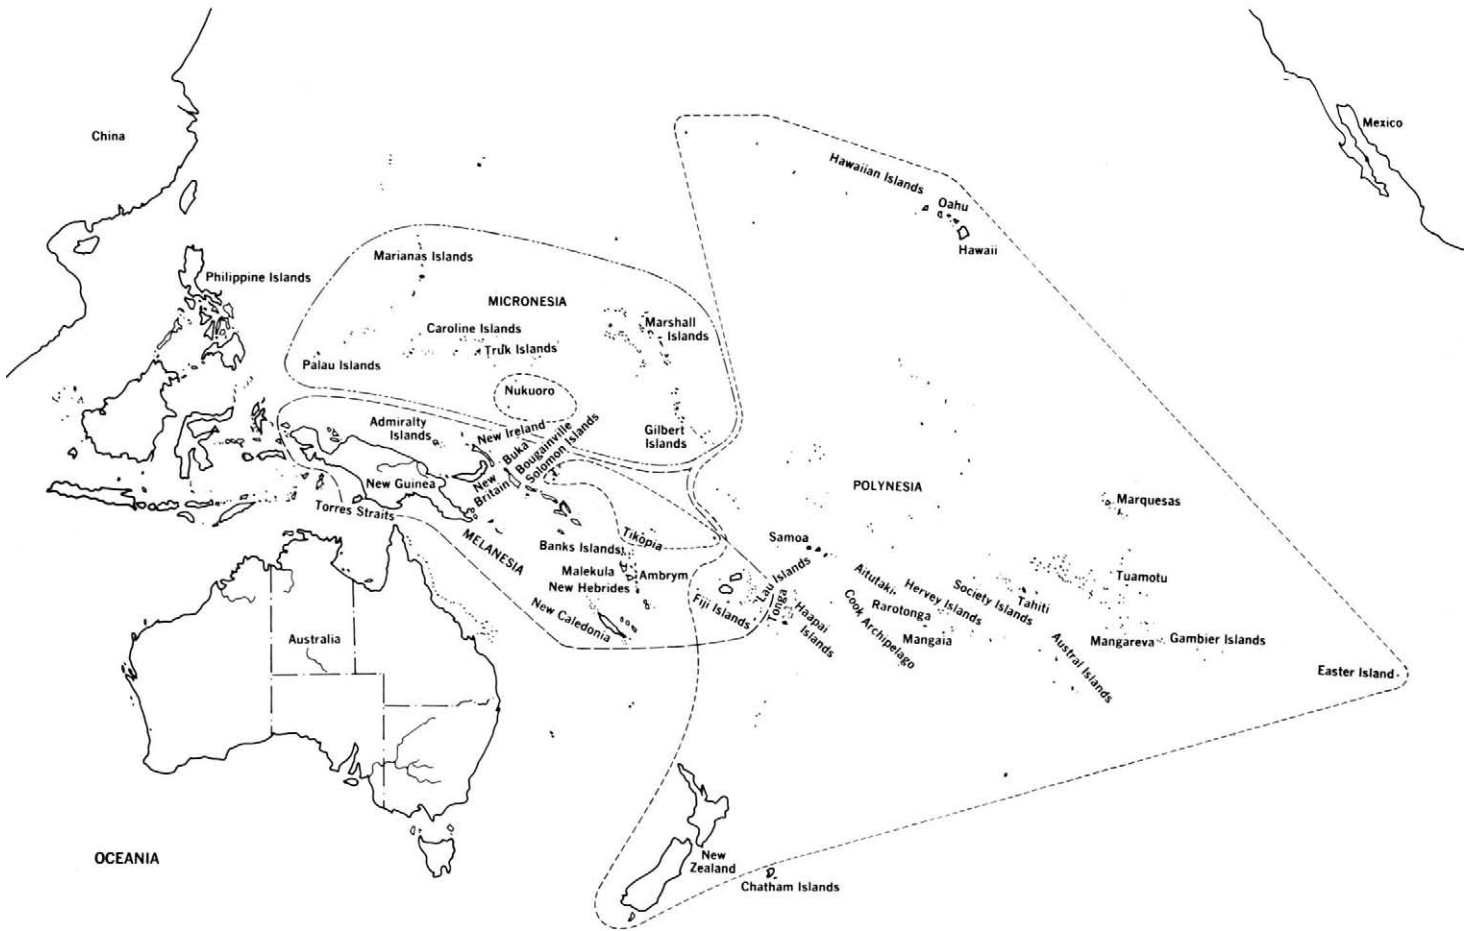 China
Mexico
Hawaiian Islands
Oahu
Hawaii
Marianas Islands
Philippine Islands
MICRONESIA
Caroline Islands
Marshall
Islands
Truk Islands
Palau Islands
Nukuoro
Admiralty
Islands
New Ireland
Buka
Bougainville
Solomon Islands
Gilbert
Islands
New Guinea
New
Britain
POLYNESIA
Marquesas
Torres Straits
MELANESIA
Tikopia
Samoa
Banks Islands
Malekula
Ambrym
New Hebrides
New Caledonia
Fiji Islands
Lau Islands
Tonga
Haapai
Islands
Aitutaki
Cook Archipelago
Rarotonga
Hervey Islands
Mangaia
Society Islands
Tahiti
Tuamotu
Austral Islands
Mangareva
Gambier Islands
Easter Island
Australia
New
Zealand
Chatham Islands
OCEANIA